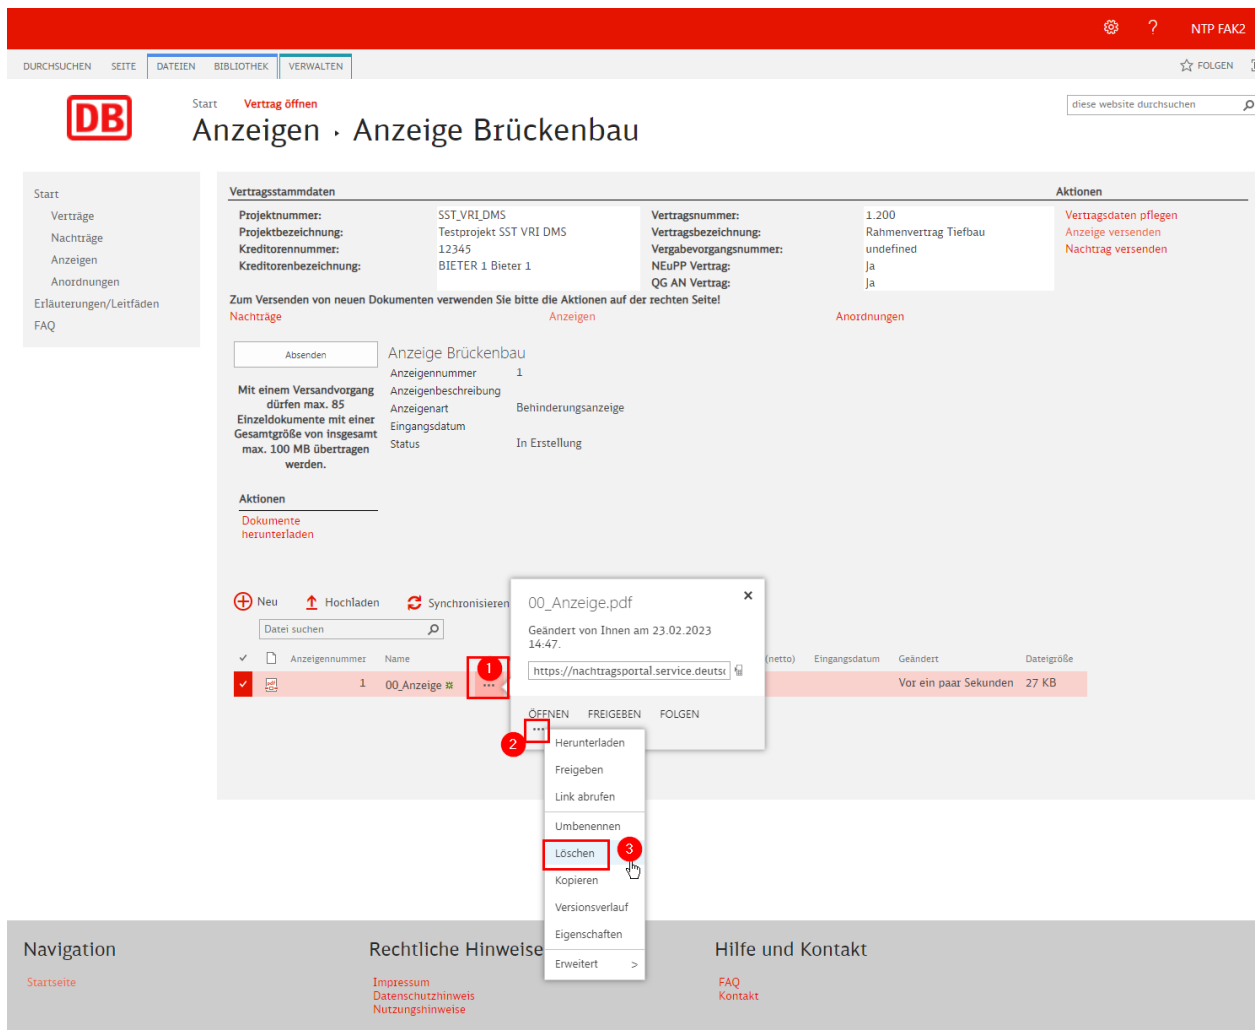 NTP FAK2
DURCHSUCHEN SEITE DATEIEN BIBLIOTHEK VERWALTEN FOLGEN
DB
Start Vertrag öffnen
diese website durchsuchen
Anzeigen Anzeige Brückenbau
Start
Verträge
Nachträge
Anzeigen
Anordnungen
Erläuterungen/Leitfäden
FAQ
Vertragsstammdaten
Projektnummer: SST_VRI_DMS
Projektbezeichnung: Testprojekt SST VRI DMS
Kreditorennummer: 12345
Kreditorenbezeichnung: BIETER 1 Bieter 1
Vertragsnummer: 1.200
Vertragsbezeichnung: Rahmenvertrag Tiefbau
Vergabevorgangsnummer: undefined
NEuPP Vertrag: Ja
QG AN Vertrag: Ja
Aktionen
Vertragsdaten pflegen
Anzeige versenden
Nachtrag versenden
Zum Versenden von neuen Dokumenten verwenden Sie bitte die Aktionen auf der rechten Seite!
Nachträge Anzeigen Anordnungen
Absenden
Mit einem Versandvorgang
dürfen max. 85
Einzeldokumente mit einer
Gesamtgröße von insgesamt
max. 100 MB übertragen
werden.
Anzeige Brückenbau
Anzeigennummer 1
Anzeigenbeschreibung
Anzeigenart Behinderungsanzeige
Eingangsdatum
Status In Erstellung
Aktionen
Dokumente
herunterladen
Neu Hochladen Synchronisieren
Datei suchen
Anzeigennummer Name (netto) Eingangsdatum Geändert Dateigröße
1 00_Anzeige ... Vor ein paar Sekunden 27 KB
1
00_Anzeige.pdf
Geändert von Ihnen am 23.02.2023
14:47.
https://nachtragsportal.service.deutsc
ÖFFNEN FREIGEBEN FOLGEN
...
2
Herunterladen
Freigeben
Link abrufen
Umbenennen
Löschen
3
Kopieren
Versionsverlauf
Eigenschaften
Erweitert >
Navigation
Startseite
Rechtliche Hinweise
Impressum
Datenschutzhinweis
Nutzungshinweise
Hilfe und Kontakt
FAQ
Kontakt